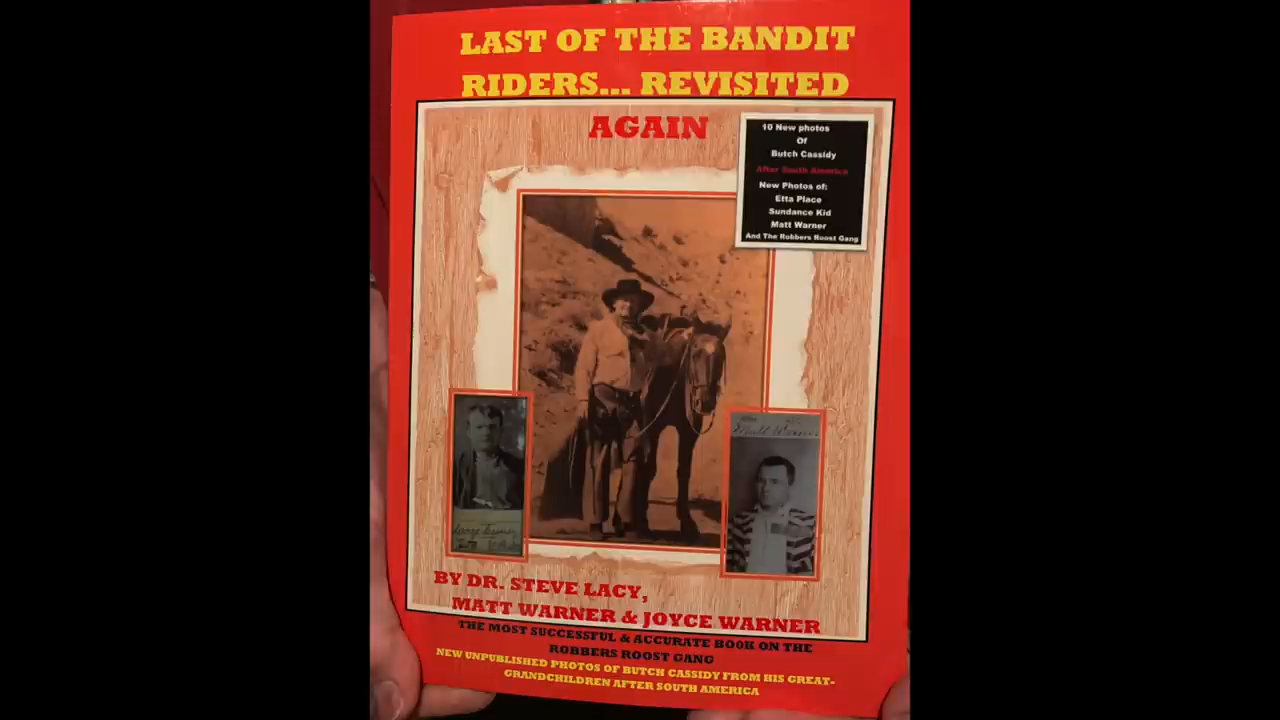 LAST OF THE BANDIT
RIDERS... REVISITED
AGAIN
10 New photos
Of
Butch Cassidy
After South America
New Photos of:
Etta Place
Sundance Kid
Matt Warner
And The Robbers Roost Gang
Matt Warner
BY DR. STEVE LACY,
MATT WARNER & JOYCE WARNER
THE MOST SUCCESSFUL & ACCURATE BOOK ON THE
ROBBERS ROOST GANG
NEW UNPUBLISHED PHOTOS OF BUTCH CASSIDY FROM HIS GREAT-
GRANDCHILDREN AFTER SOUTH AMERICA